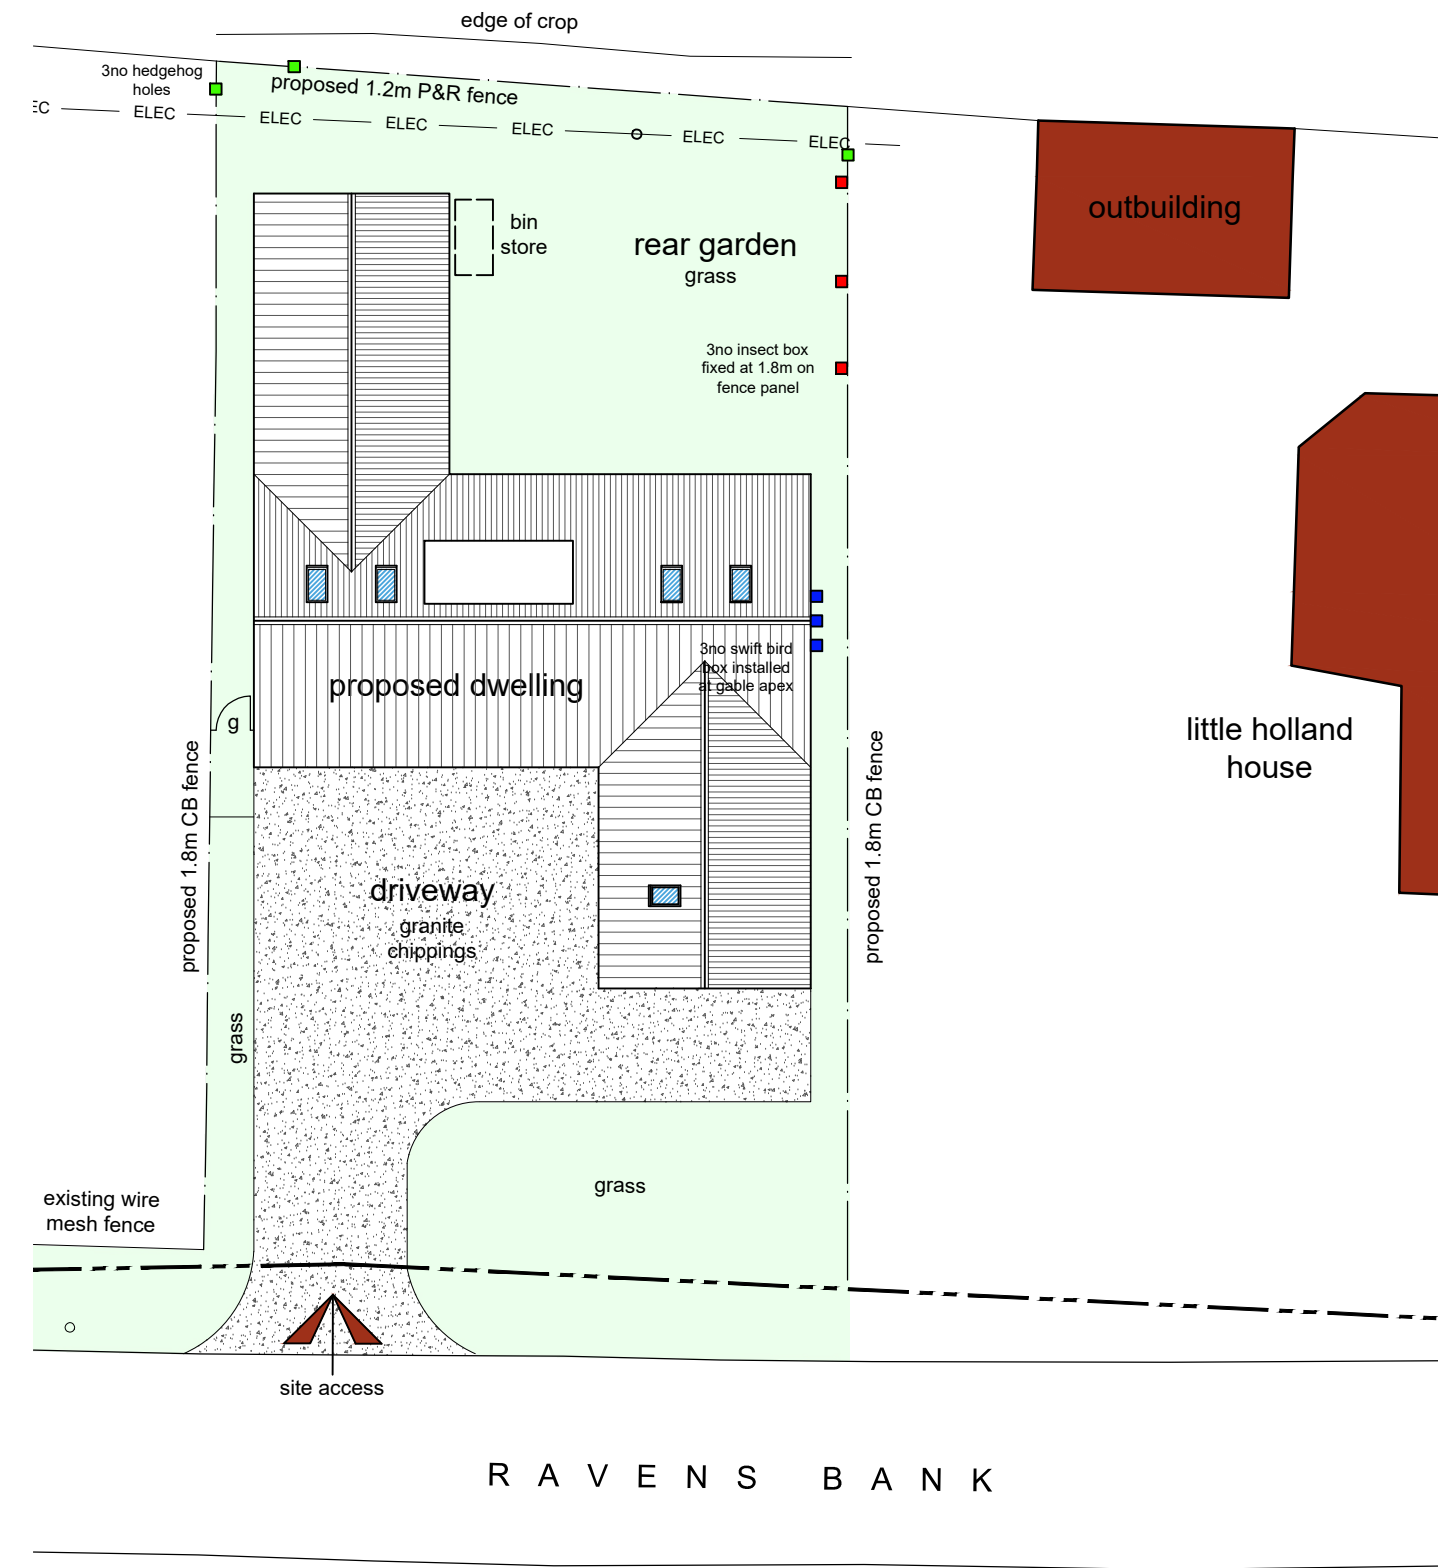 edge of crop
3no hedgehog
holes
proposed 1.2m P&R fence
EC ELEC ELEC ELEC ELEC ELEC ELEC
outbuilding
bin
store
rear garden
grass
3no insect box
fixed at 1.8m on
fence panel
3no swift bird
box installed
at gable apex
proposed dwelling
g
little holland
house
proposed 1.8m CB fence
proposed 1.8m CB fence
driveway
granite
chippings
grass
grass
existing wire
mesh fence
site access
RAVENS BANK